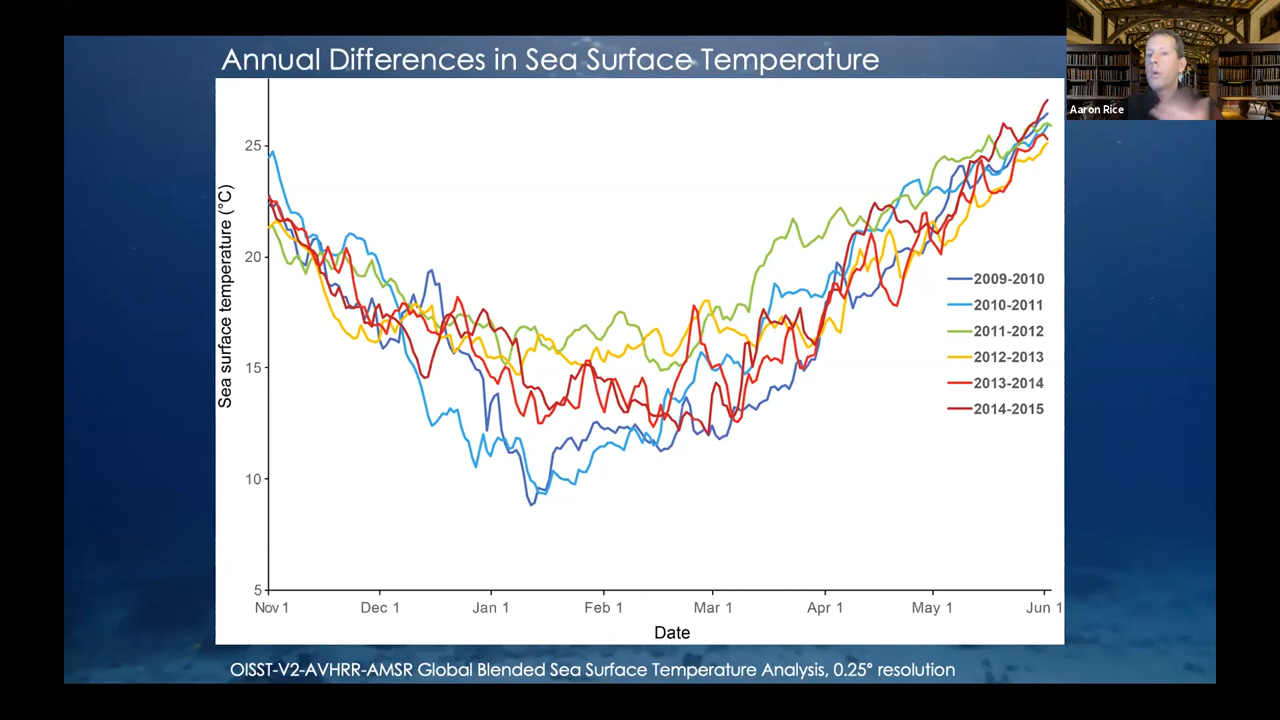 Annual Differences in Sea Surface Temperature
Aaron Rice
25
20
15
10
5
Sea surface temperature (°C)
2009-2010
2010-2011
2011-2012
2012-2013
2013-2014
2014-2015
Nov 1
Dec 1
Jan 1
Feb 1
Mar 1
Apr 1
May 1
Jun 1
Date
OISST-V2-AVHRR-AMSR Global Blended Sea Surface Temperature Analysis, 0.25° resolution